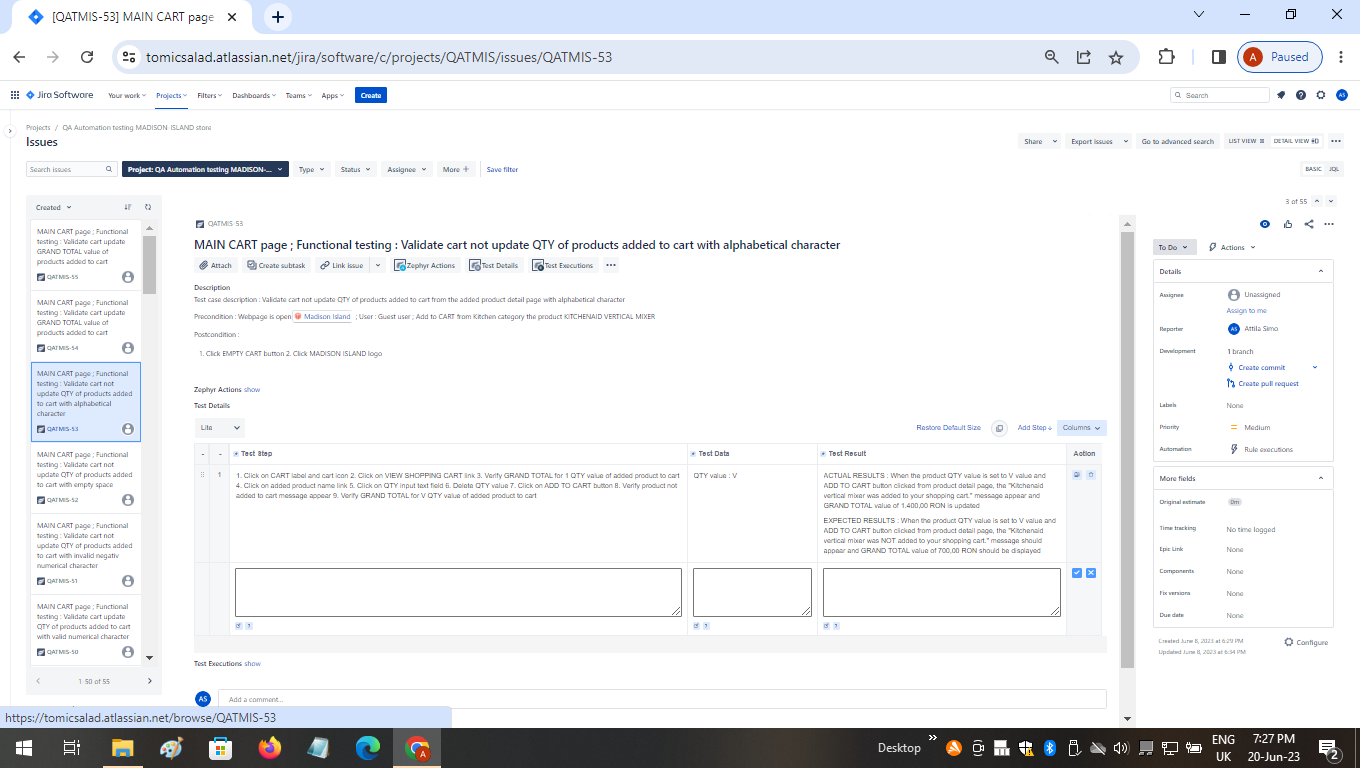 [QATMIS-53] MAIN CART page
tomicsalad.atlassian.net/jira/software/c/projects/QATMIS/issues/QATMIS-53
A Paused
Jira Software Your work Projects Filters Dashboards Teams Apps Create
Search
AS
Projects / QA Automation testing MADISON ISLAND store
Issues
Share Export issues Go to advanced search LIST VIEW DETAIL VIEW
Search issues
Project: QA Automation testing MADISON-... Type Status Assignee More + Save filter
BASIC JQL
Created
3 of 55
MAIN CART page ; Functional
testing : Validate cart update
GRAND TOTAL value of
products added to cart
QATMIS-55
MAIN CART page ; Functional
testing : Validate cart update
GRAND TOTAL value of
products added to cart
QATMIS-54
MAIN CART page ; Functional
testing : Validate cart not
update QTY of products added
to cart with alphabetical
character
QATMIS-53
MAIN CART page ; Functional
testing : Validate cart not
update QTY of products added
to cart with empty space
QATMIS-52
MAIN CART page ; Functional
testing : Validate cart not
update QTY of products added
to cart with invalid negativ
numerical character
QATMIS-51
MAIN CART page ; Functional
testing : Validate cart update
QTY of products added to cart
with valid numerical character
QATMIS-50
1-50 of 55
QATMIS-53
MAIN CART page ; Functional testing : Validate cart not update QTY of products added to cart with alphabetical character
Attach Create subtask Link issue Zephyr Actions Test Details Test Executions
Description
Test case description : Validate cart not update QTY of products added to cart from the added product detail page with alphabetical character
Precondition : Webpage is open Madison Island ; User : Guest user ; Add to CART from Kitchen category the product KITCHENAID VERTICAL MIXER
Postcondition :
1. Click EMPTY CART button 2. Click MADISON ISLAND logo
Zephyr Actions show
Test Details
Lite
Restore Default Size Add Step Columns
- - Test Step Test Data Test Result Action
1
1. Click on CART label and cart icon 2. Click on VIEW SHOPPING CART link 3. Verify GRAND TOTAL for 1 QTY value of added product to cart
4. Click on added product name link 5. Click on QTY input text field 6. Delete QTY value 7. Click on ADD TO CART button 8. Verify product not
added to cart message appear 9. Verify GRAND TOTAL for V QTY value of added product to cart
QTY value : V
ACTUAL RESULTS : When the product QTY value is set to V value and
ADD TO CART button clicked from product detail page, the "Kitchenaid
vertical mixer was added to your shopping cart." message appear and
GRAND TOTAL value of 1.400,00 RON is updated
EXPECTED RESULTS : When the product QTY value is set to V value and
ADD TO CART button clicked from product detail page, the "Kitchenaid
vertical mixer was NOT added to your shopping cart." message should
appear and GRAND TOTAL value of 700,00 RON should be displayed
Test Executions show
AS Add a comment...
To Do Actions
Details
Assignee Unassigned
Assign to me
Reporter AS Attila Simo
Development 1 branch
Create commit
Create pull request
Labels None
Priority Medium
Automation Rule executions
More fields
Original estimate 0m
Time tracking No time logged
Epic Link None
Components None
Fix versions None
Due date None
Created June 8, 2023 at 6:29 PM
Updated June 8, 2023 at 6:34 PM
Configure
https://tomicsalad.atlassian.net/browse/QATMIS-53
Desktop
ENG
UK
7:27 PM
20-Jun-23
2